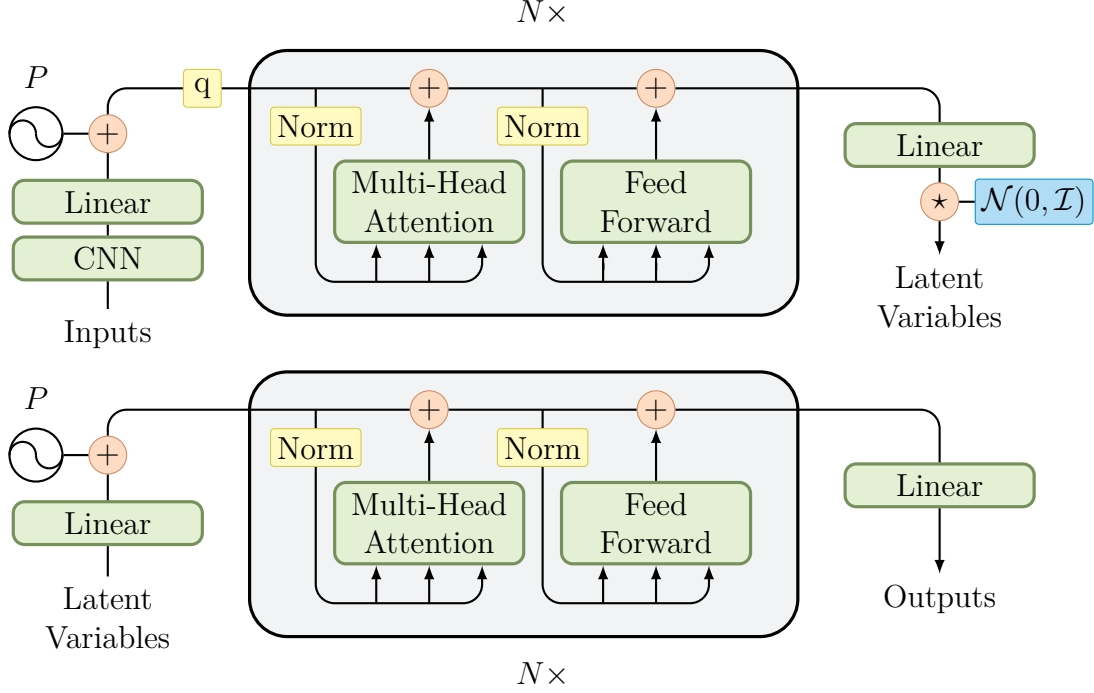 N×
P
q
Norm
Norm
Linear
Multi-Head
Attention
Feed
Forward
Linear
⋆
N(0, I)
CNN
Latent
Variables
Inputs
P
Norm
Norm
Linear
Multi-Head
Attention
Feed
Forward
Linear
Latent
Variables
Outputs
N×